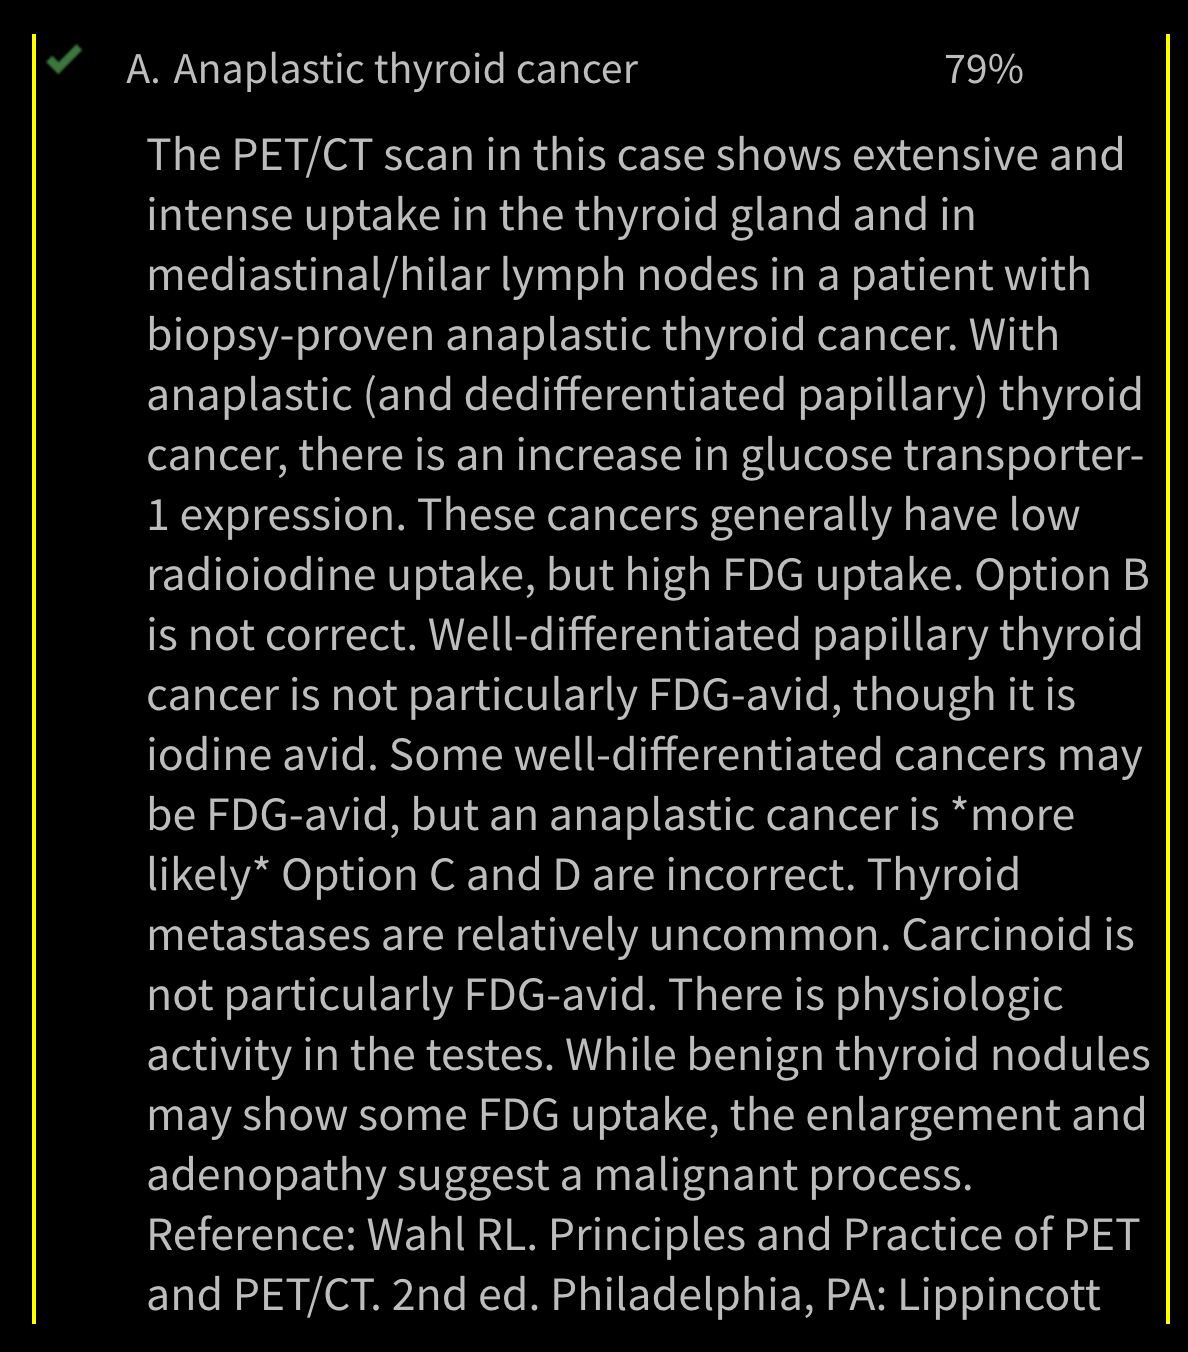 A. Anaplastic thyroid cancer 79%
The PET/CT scan in this case shows extensive and
intense uptake in the thyroid gland and in
mediastinal/hilar lymph nodes in a patient with
biopsy-proven anaplastic thyroid cancer. With
anaplastic (and dedifferentiated papillary) thyroid
cancer, there is an increase in glucose transporter-
1 expression. These cancers generally have low
radioiodine uptake, but high FDG uptake. Option B
is not correct. Well-differentiated papillary thyroid
cancer is not particularly FDG-avid, though it is
iodine avid. Some well-differentiated cancers may
be FDG-avid, but an anaplastic cancer is *more
likely* Option C and D are incorrect. Thyroid
metastases are relatively uncommon. Carcinoid is
not particularly FDG-avid. There is physiologic
activity in the testes. While benign thyroid nodules
may show some FDG uptake, the enlargement and
adenopathy suggest a malignant process.
Reference: Wahl RL. Principles and Practice of PET
and PET/CT. 2nd ed. Philadelphia, PA: Lippincott